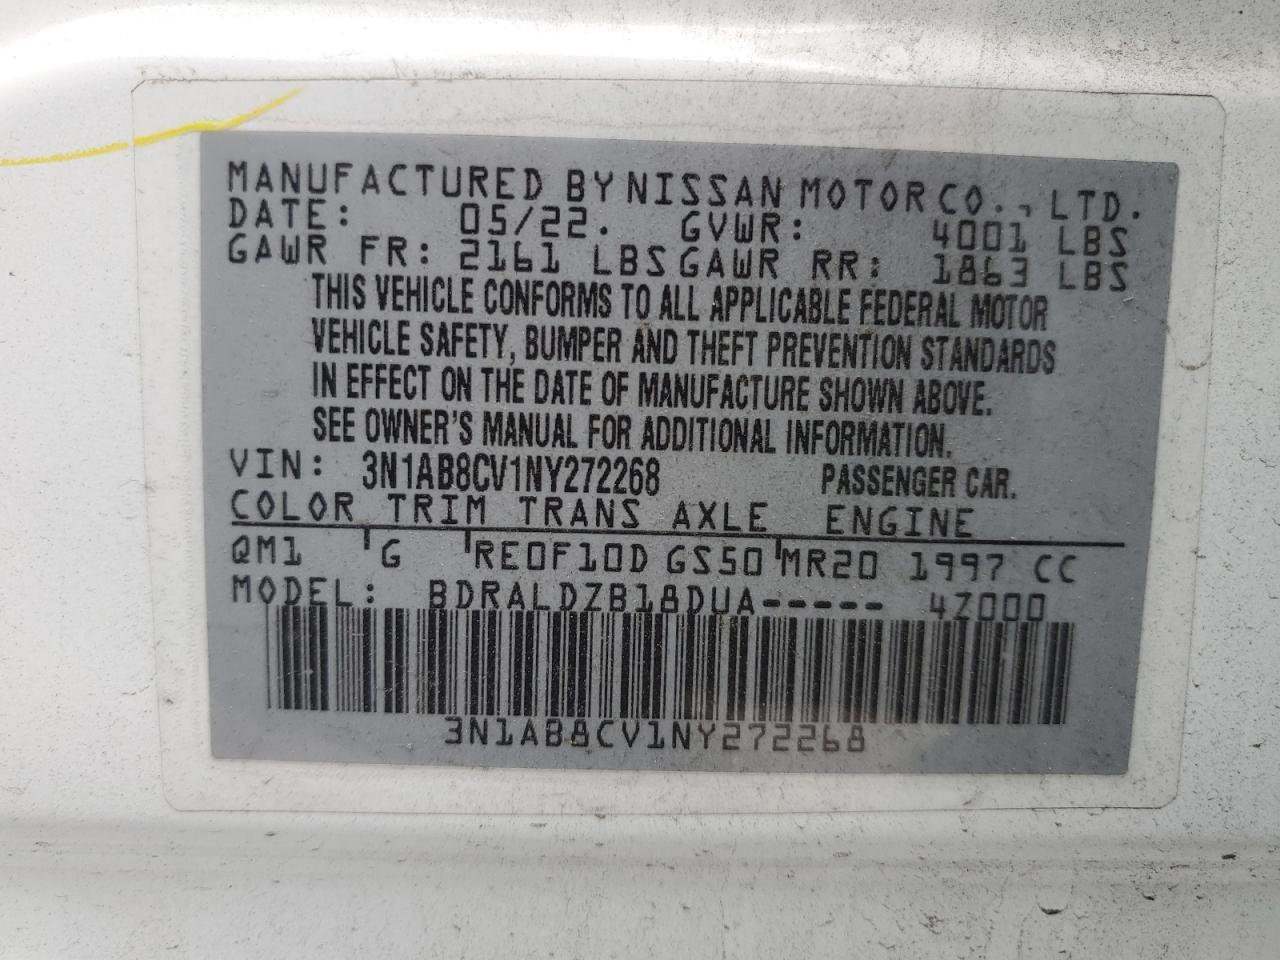 MANUFACTURED BY NISSAN MOTOR CO., LTD.
DATE: 05/22. GVWR: 4001 LBS
GAWR FR: 2161 LBS GAWR RR: 1863 LBS
THIS VEHICLE CONFORMS TO ALL APPLICABLE FEDERAL MOTOR
VEHICLE SAFETY, BUMPER AND THEFT PREVENTION STANDARDS
IN EFFECT ON THE DATE OF MANUFACTURE SHOWN ABOVE.
SEE OWNER'S MANUAL FOR ADDITIONAL INFORMATION.
VIN: 3N1AB8CV1NY272268 PASSENGER CAR.
COLOR TRIM TRANS AXLE ENGINE
QM1 G RE0F10D GS50 MR20 1997 CC
MODEL: BDRALDZB18DUA----- 4Z000
3N1AB8CV1NY272268